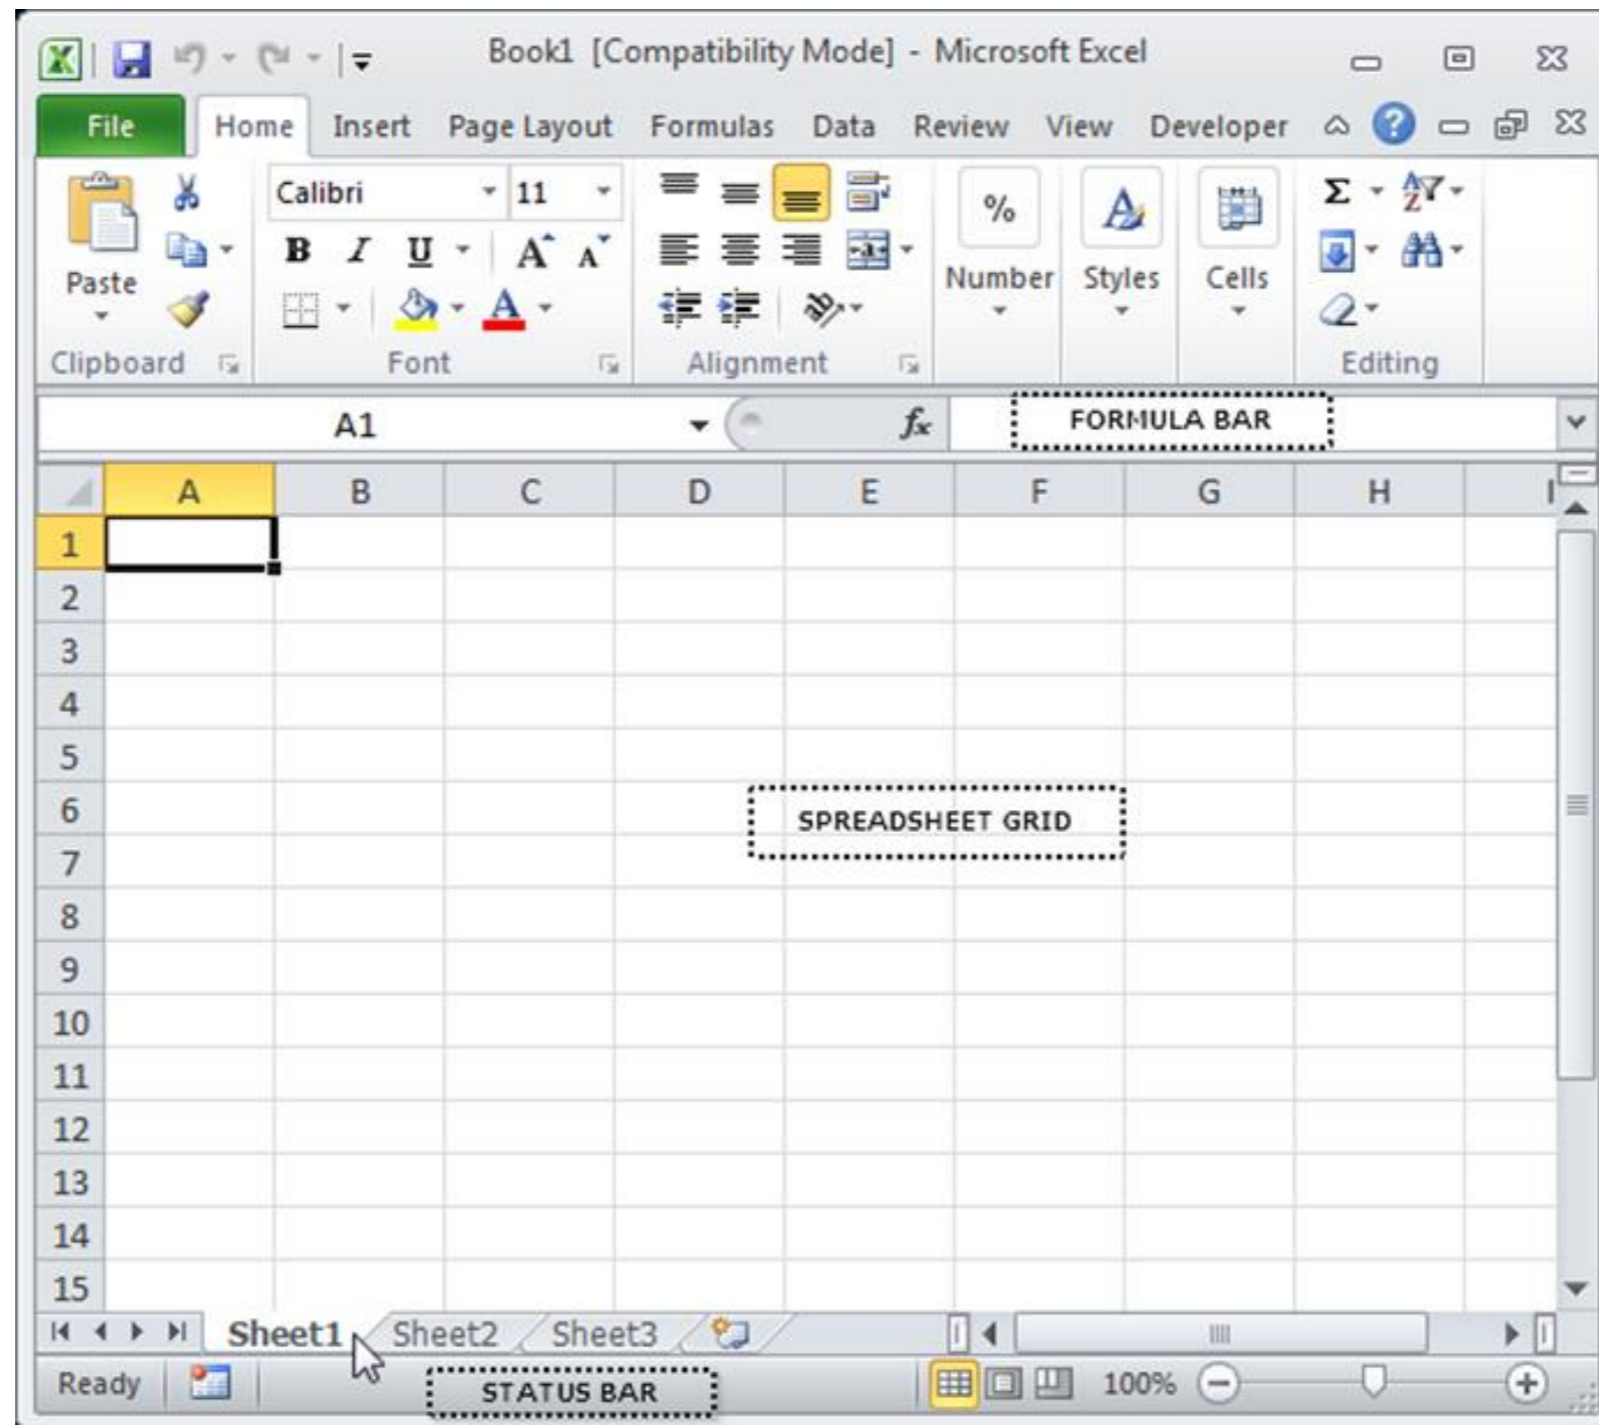 Book1 [Compatibility Mode] - Microsoft Excel
File Home Insert Page Layout Formulas Data Review View Developer
Calibri 11
Paste
B I U A A
A
% A
Number Styles Cells
Σ A Z
Clipboard Font Alignment Editing
A1 fx FORMULA BAR
A B C D E F G H I
1
2
3
4
5
6
SPREADSHEET GRID
7
8
9
10
11
12
13
14
15
Sheet1 Sheet2 Sheet3
Ready STATUS BAR 100%